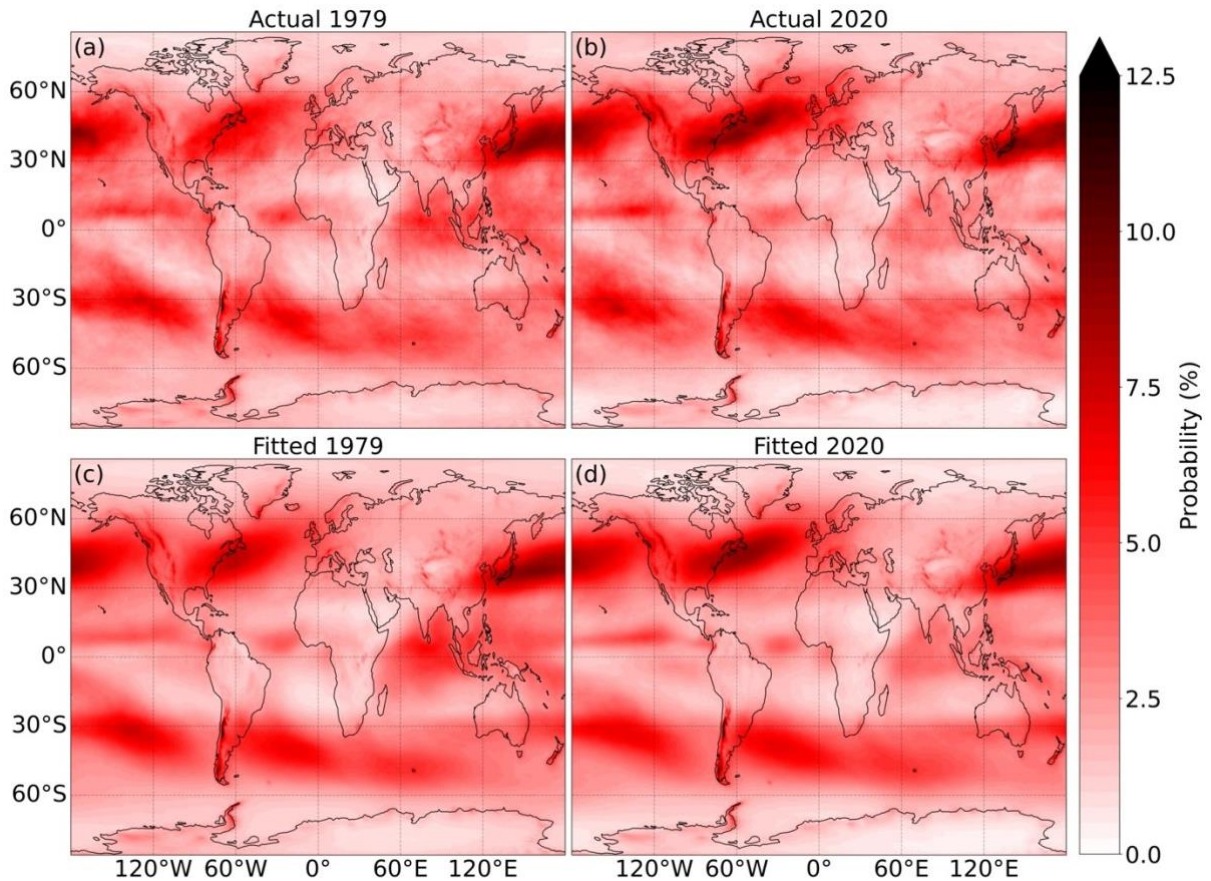 Actual 1979
Actual 2020
(a)
(b)
60°N
30°N
0°
30°S
60°S
12.5
10.0
7.5
5.0
2.5
0.0
Probability (%)
Fitted 1979
Fitted 2020
(c)
(d)
60°N
30°N
0°
30°S
60°S
120°W 60°W 0° 60°E 120°E
120°W 60°W 0° 60°E 120°E